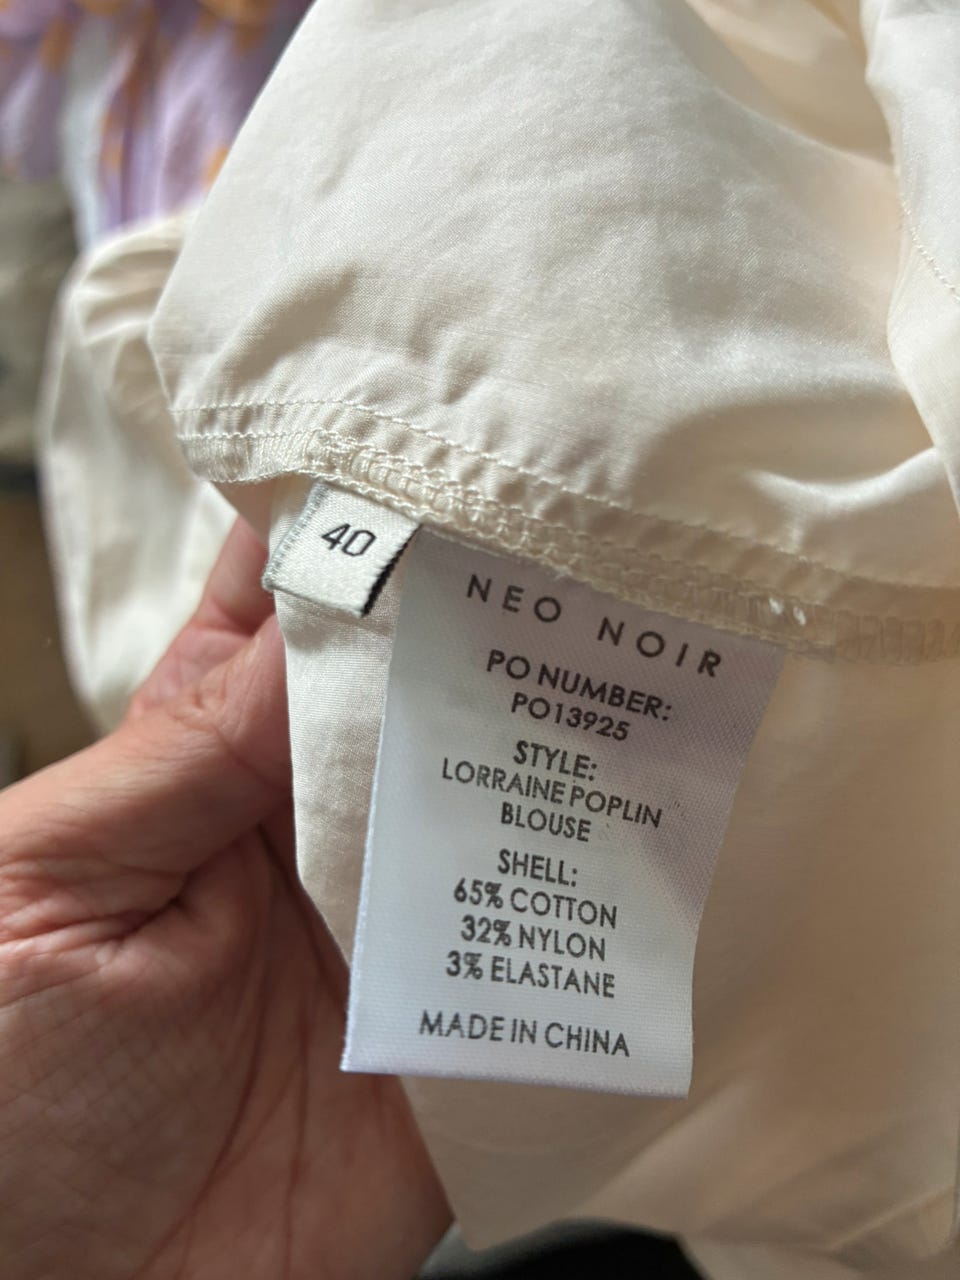 40
NEO NOIR
PO NUMBER:
PO13925
STYLE:
LORRAINE POPLIN
BLOUSE
SHELL:
65% COTTON
32% NYLON
3% ELASTANE
MADE IN CHINA